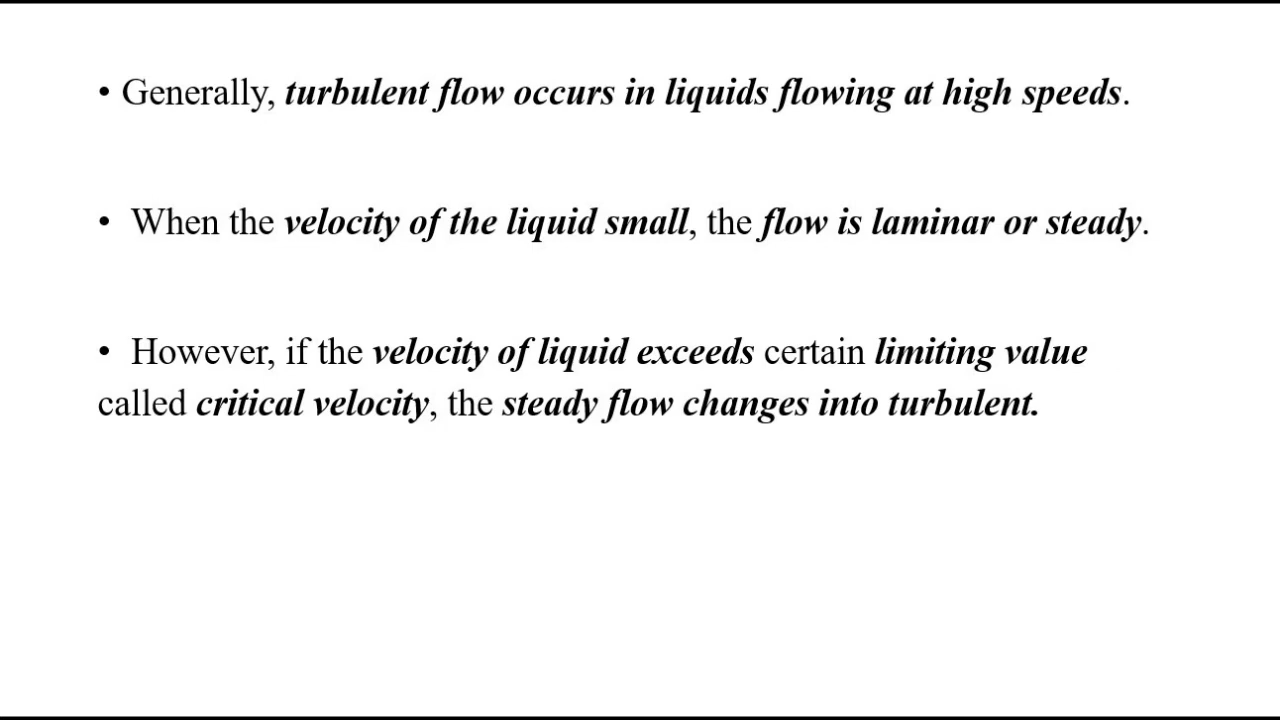 • Generally, turbulent flow occurs in liquids flowing at high speeds.
• When the velocity of the liquid small, the flow is laminar or steady.
• However, if the velocity of liquid exceeds certain limiting value
called critical velocity, the steady flow changes into turbulent.